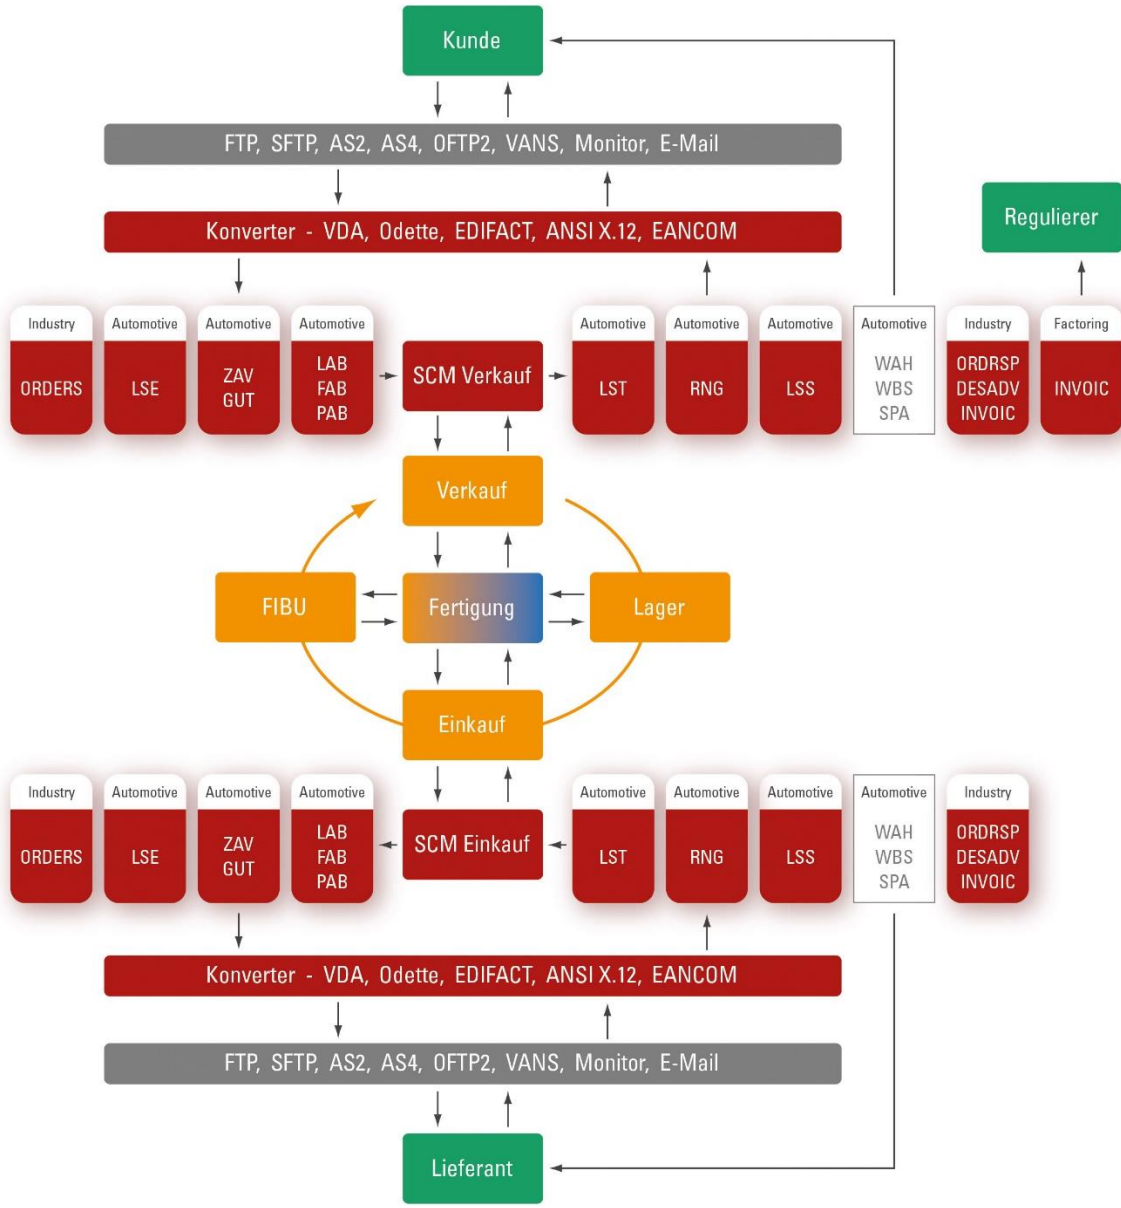 Kunde
FTP, SFTP, AS2, AS4, OFTP2, VANS, Monitor, E-Mail
Konverter - VDA, Odette, EDIFACT, ANSI X.12, EANCOM
Regulierer
Industry
ORDERS
Automotive
LSE
Automotive
ZAV
GUT
Automotive
LAB
FAB
PAB
SCM Verkauf
Automotive
LST
Automotive
RNG
Automotive
LSS
Automotive
WAH
WBS
SPA
Industry
ORDRSP
DESADV
INVOIC
Factoring
INVOIC
Verkauf
FIBU
Fertigung
Lager
Einkauf
Industry
ORDERS
Automotive
LSE
Automotive
ZAV
GUT
Automotive
LAB
FAB
PAB
SCM Einkauf
Automotive
LST
Automotive
RNG
Automotive
LSS
Automotive
WAH
WBS
SPA
Industry
ORDRSP
DESADV
INVOIC
Konverter - VDA, Odette, EDIFACT, ANSI X.12, EANCOM
FTP, SFTP, AS2, AS4, OFTP2, VANS, Monitor, E-Mail
Lieferant